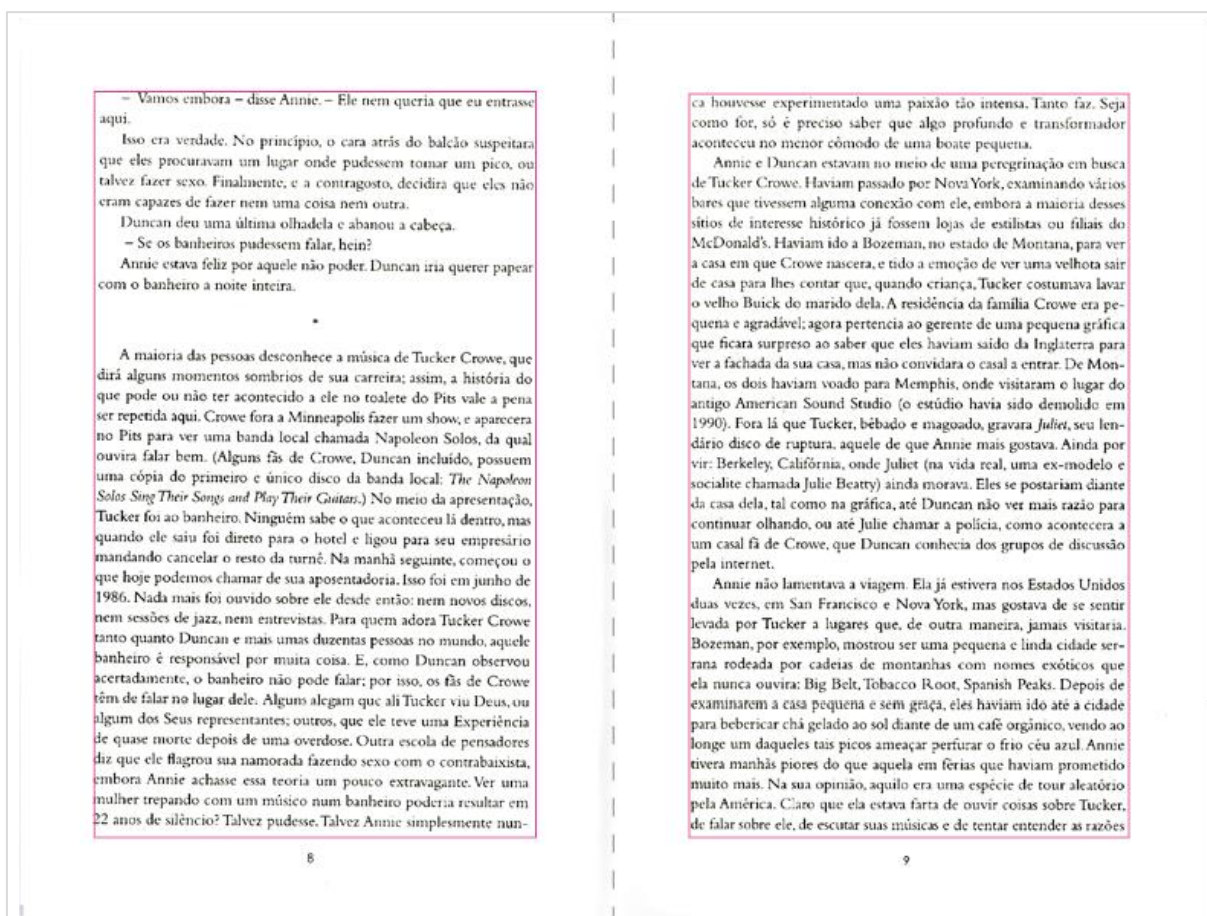 – Vamos embora – disse Annie. – Ele nem queria que eu entrasse
aqui.
Isso era verdade. No princípio, o cara atrás do balcão suspeitara
que eles procuravam um lugar onde pudessem tomar um pico, ou
talvez fazer sexo. Finalmente, e a contragosto, decidira que eles não
eram capazes de fazer nem uma coisa nem outra.
Duncan deu uma última olhadela e abanou a cabeça.
– Se os banheiros pudessem falar, hein?
Annie estava feliz por aquele não poder. Duncan iria querer papear
com o banheiro a noite inteira.
•
A maioria das pessoas desconhece a música de Tucker Crowe, que
dirá alguns momentos sombrios de sua carreira; assim, a história do
que pode ou não ter acontecido a ele no toalete do Pits vale a pena
ser repetida aqui. Crowe fora a Minneapolis fazer um show, e aparecera
no Pits para ver uma banda local chamada Napoleon Solos, da qual
ouvira falar bem. (Alguns fãs de Crowe, Duncan incluído, possuem
uma cópia do primeiro e único disco da banda local: The Napoleon
Solos Sing Their Songs and Play Their Guitars.) No meio da apresentação,
Tucker foi ao banheiro. Ninguém sabe o que aconteceu lá dentro, mas
quando ele saiu foi direto para o hotel e ligou para seu empresário
mandando cancelar o resto da turnê. Na manhã seguinte, começou o
que hoje podemos chamar de sua aposentadoria. Isso foi em junho de
1986. Nada mais foi ouvido sobre ele desde então: nem novos discos,
nem sessões de jazz, nem entrevistas. Para quem adora Tucker Crowe
tanto quanto Duncan e mais umas duzentas pessoas no mundo, aquele
banheiro é responsável por muita coisa. E, como Duncan observou
acertadamente, o banheiro não pode falar; por isso, os fãs de Crowe
têm de falar no lugar dele. Alguns alegam que ali Tucker viu Deus, ou
algum dos Seus representantes; outros, que ele teve uma Experiência
de quase morte depois de uma overdose. Outra escola de pensadores
diz que ele flagrou sua namorada fazendo sexo com o contrabaixista,
embora Annie achasse essa teoria um pouco extravagante. Ver uma
mulher trepando com um músico num banheiro poderia resultar em
22 anos de silêncio? Talvez pudesse. Talvez Annie simplesmente nun-
8
ca houvesse experimentado uma paixão tão intensa. Tanto faz. Seja
como for, só é preciso saber que algo profundo e transformador
aconteceu no menor cômodo de uma boate pequena.
Annie e Duncan estavam no meio de uma peregrinação em busca
de Tucker Crowe. Haviam passado por Nova York, examinando vários
bares que tivessem alguma conexão com ele, embora a maioria desses
sítios de interesse histórico já fossem lojas de estilistas ou filiais do
McDonald's. Haviam ido a Bozeman, no estado de Montana, para ver
a casa em que Crowe nascera, e tido a emoção de ver uma velhota sair
de casa para lhes contar que, quando criança, Tucker costumava lavar
o velho Buick do marido dela. A residência da família Crowe era pe-
quena e agradável; agora pertencia ao gerente de uma pequena gráfica
que ficara surpreso ao saber que eles haviam saído da Inglaterra para
ver a fachada da sua casa, mas não convidara o casal a entrar. De Mon-
tana, os dois haviam voado para Memphis, onde visitaram o lugar do
antigo American Sound Studio (o estúdio havia sido demolido em
1990). Fora lá que Tucker, bêbado e magoado, gravara Juliet, seu len-
dário disco de ruptura, aquele de que Annie mais gostava. Ainda por
vir: Berkeley, Califórnia, onde Juliet (na vida real, uma ex-modelo e
socialite chamada Julie Beatty) ainda morava. Eles se postariam diante
da casa dela, tal como na gráfica, até Duncan não ver mais razão para
continuar olhando, ou até Julie chamar a polícia, como acontecera a
um casal fã de Crowe, que Duncan conhecia dos grupos de discussão
pela internet.
Annie não lamentava a viagem. Ela já estivera nos Estados Unidos
duas vezes, em San Francisco e Nova York, mas gostava de se sentir
levada por Tucker a lugares que, de outra maneira, jamais visitaria.
Bozeman, por exemplo, mostrou ser uma pequena e linda cidade ser-
rana rodeada por cadeias de montanhas com nomes exóticos que
ela nunca ouvira: Big Belt, Tobacco Root, Spanish Peaks. Depois de
examinarem a casa pequena e sem graça, eles haviam ido até a cidade
para bebericar chá gelado ao sol diante de um café orgânico, vendo ao
longe um daqueles tais picos ameaçar perfurar o frio céu azul. Annie
tivera manhãs piores do que aquela em férias que haviam prometido
muito mais. Na sua opinião, aquilo era uma espécie de tour aleatório
pela América. Claro que ela estava farta de ouvir coisas sobre Tucker,
de falar sobre ele, de escutar suas músicas e de tentar entender as razões
9